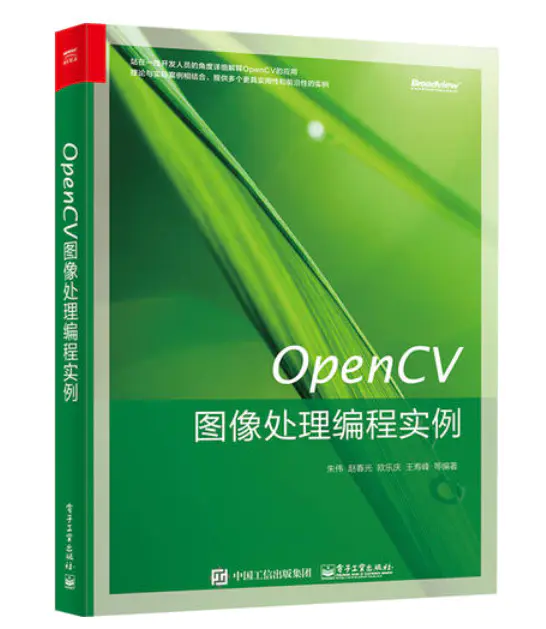 站在一线开发人员的角度详细解释OpenCV的应用
理论与实际案例相结合、提供多个更具实用性和前沿性的实例
Broadview
OpenCV
图像处理编程实例
朱伟 赵春光 欧乐庆 王寿峰 等编著
中国工信出版集团
电子工业出版社
OpenCV图像处理编程实例
电子工业出版社